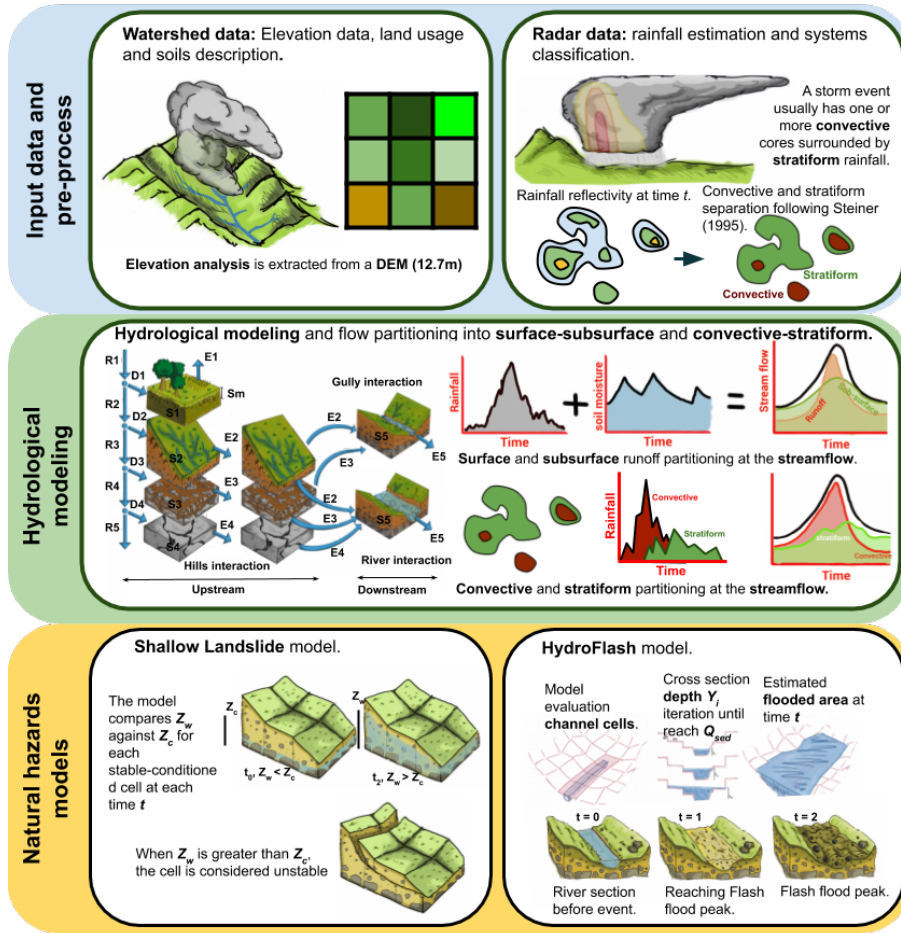 Input data and
pre-process
Watershed data: Elevation data, land usage
and soils description.
Elevation analysis is extracted from a DEM (12.7m)
Radar data: rainfall estimation and systems
classification.
A storm event
usually has one or
more convective
cores surrounded by
stratiform rainfall.
Rainfall reflectivity at time t.
Convective and stratiform
separation following Steiner
(1995).
Stratiform
Convective
Hydrological
modeling
Hydrological modeling and flow partitioning into surface-subsurface and convective-stratiform.
R1
E1
D1
Sm
R2
S1
D2
R3
S2
E2
D3
R4
S3
E3
D4
R5
S4
E4
Hills interaction
Upstream
Gully interaction
E2
S5
E5
E3
E2
E3
S5
E5
E4
River interaction
Downstream
Rainfall
Time
soil moisture
Time
Stream flow
Sub-surface
Runoff
Time
Surface and subsurface runoff partitioning at the streamflow.
Rainfall
Convective
Stratiform
Time
stratiform
Convective
Time
Convective and stratiform partitioning at the streamflow.
Natural hazards
models
Shallow Landslide model.
The model
compares Zw
against Zc for
each
stable-conditione
d cell at each
time t
Zc
t0, Zw < Zc
Zw
t2, Zw > Zc
When Zw is greater than Zc,
the cell is considered unstable
HydroFlash model.
Model
evaluation
channel cells.
Cross section
depth Yi
iteration until
reach Qsed
Estimated
flooded area at
time t
t = 0
t = 1
t = 2
River section
before event.
Reaching Flash
flood peak.
Flash flood peak.